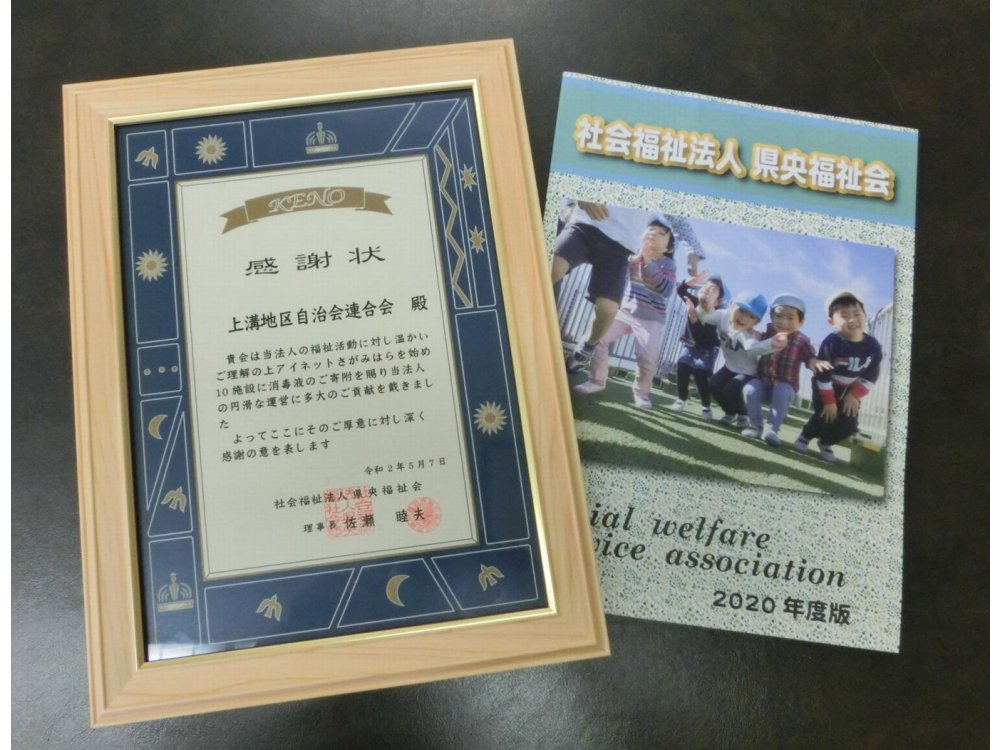 KENO
感謝状
上溝地区自治会連合会 殿
貴会は当法人の福祉活動に対し温かい
ご理解の上アイネットさがみはらを始め
10施設に消毒液のご寄附を賜り当法人
の円滑な運営に多大のご貢献を戴きまし
た
よってここにそのご厚意に対し深く
感謝の意を表します
令和2年5月7日
社会福祉法人県央福祉会
理事長 佐瀬 睦夫
社会福祉法人 県央福祉会
ial welfare
vice association
2020年度版